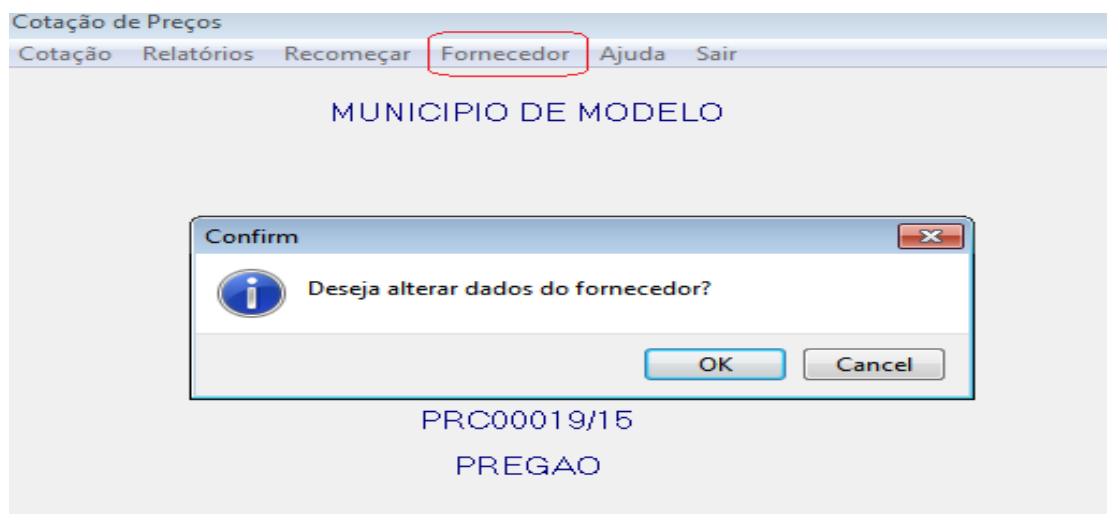 Cotação de Preços
Cotação Relatórios Recomeçar Fornecedor Ajuda Sair
MUNICIPIO DE MODELO
Confirm
Deseja alterar dados do fornecedor?
OK Cancel
PRC00019/15
PREGAO